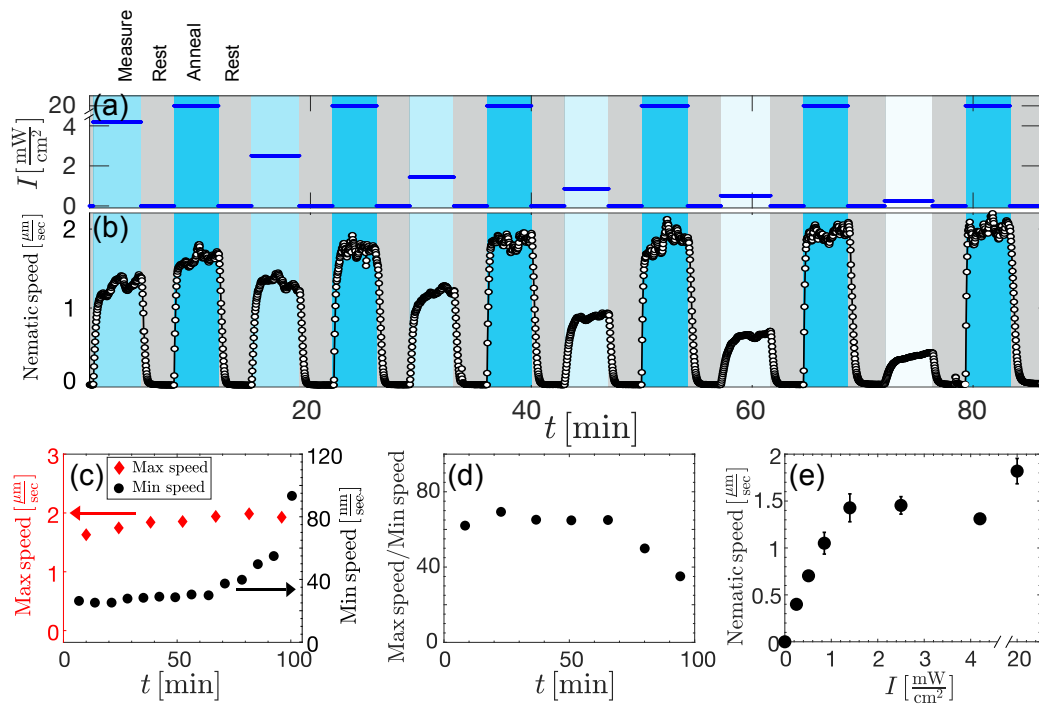 Measure
Rest
Anneal
Rest
(a)
I [mW/cm²]
20
4
2
0
(b)
Nematic speed [μm/sec]
2
1
0
20
40
60
80
t [min]
(c)
Max speed
Min speed
Max speed [μm/sec]
3
2
1
0
120
80
40
0
Min speed [nm/sec]
0
50
100
t [min]
(d)
Max speed/Min speed
80
40
0
0
50
100
t [min]
(e)
Nematic speed [μm/sec]
2
1.5
1
0.5
0
0
1
2
3
4
20
I [mW/cm²]